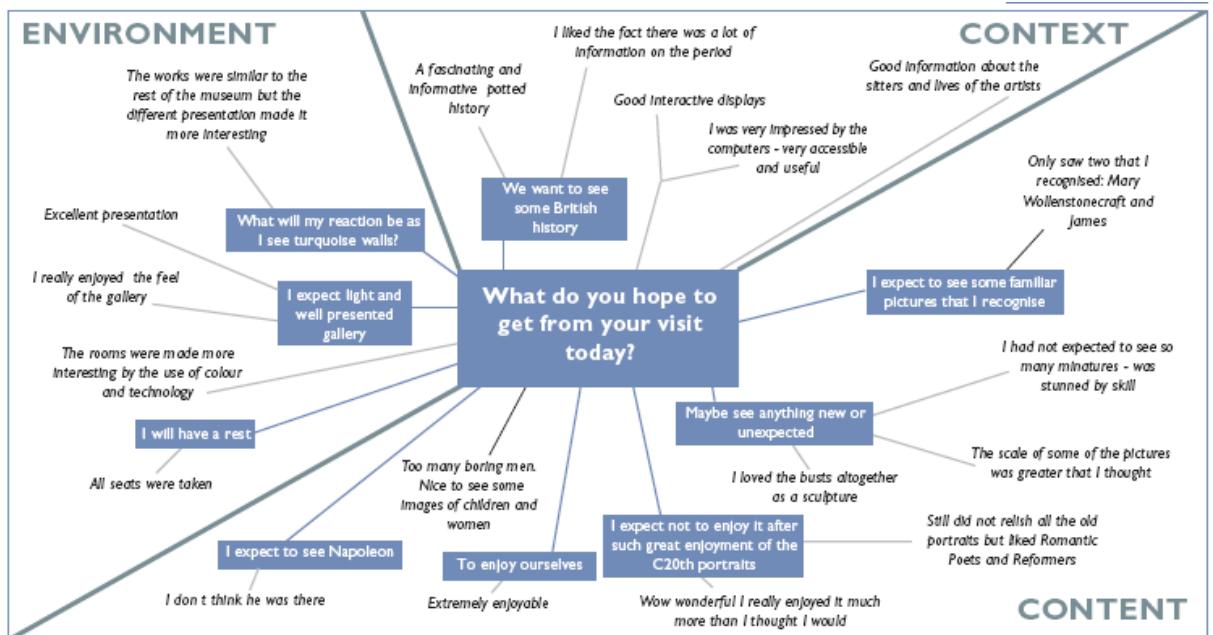 ENVIRONMENT
The works were similar to the
rest of the museum but the
different presentation made it
more interesting
What will my reaction be as
I see turquoise walls?
Excellent presentation
I really enjoyed the feel
of the gallery
I expect light and
well presented
gallery
The rooms were made more
interesting by the use of colour
and technology
I will have a rest
All seats were taken
CONTEXT
A fascinating and
informative potted
history
I liked the fact there was a lot of
information on the period
We want to see
some British
history
Good interactive displays
I was very impressed by the
computers - very accessible
and useful
Good information about the
sitters and lives of the artists
What do you hope to
get from your visit
today?
Only saw two that I
recognised: Mary
Wollenstonecraft and
James
I expect to see some familiar
pictures that I recognise
I had not expected to see so
many minatures - was
stunned by skill
Maybe see anything new or
unexpected
The scale of some of the pictures
was greater that I thought
I loved the busts altogether
as a sculpture
I expect not to enjoy it after
such great enjoyment of the
C20th portraits
Still did not relish all the old
portraits but liked Romantic
Poets and Reformers
Wow wonderful I really enjoyed it much
more than I thought I would
Too many boring men.
Nice to see some
images of children and
women
To enjoy ourselves
Extremely enjoyable
I expect to see Napoleon
I don t think he was there
CONTENT